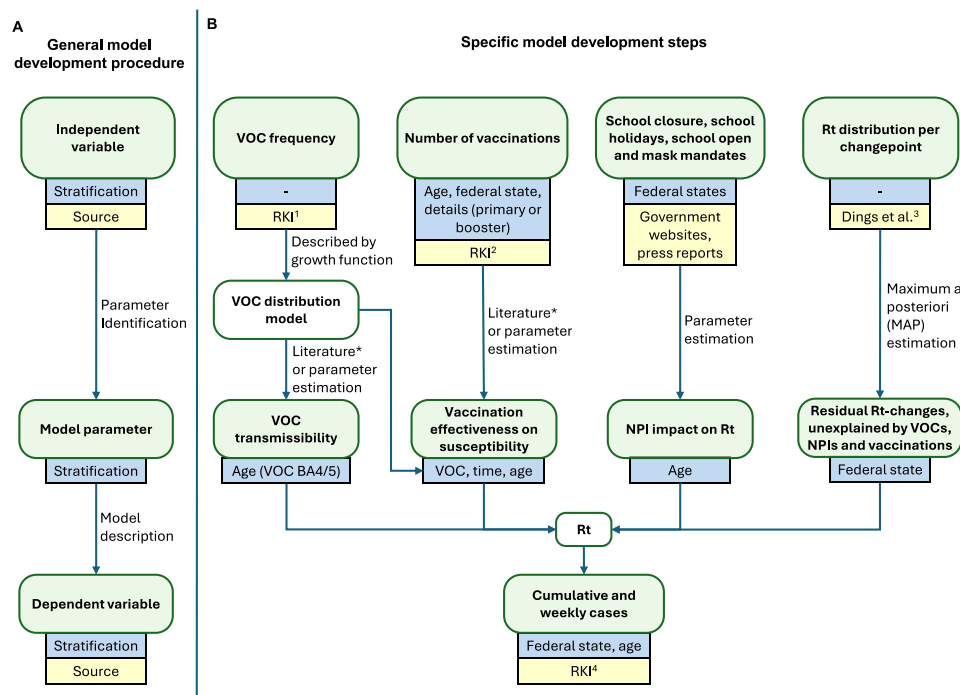 A
General model
development procedure
Independent
variable
Stratification
Source
Parameter
Identification
Model parameter
Stratification
Model
description
Dependent variable
Stratification
Source
B
Specific model development steps
VOC frequency
-
RKI¹
Described by
growth function
VOC distribution
model
Literature*
or parameter
estimation
VOC
transmissibility
Age (VOC BA4/5)
Number of vaccinations
Age, federal state,
details (primary or
booster)
RKI²
Literature*
or parameter
estimation
Vaccination
effectiveness on
susceptibility
VOC, time, age
School closure, school
holidays, school open
and mask mandates
Federal states
Government
websites,
press reports
Parameter
estimation
NPI impact on Rt
Age
Rt distribution per
changepoint
-
Dings et al.³
Maximum a
posteriori
(MAP)
estimation
Residual Rt-changes,
unexplained by VOCs,
NPIs and vaccinations
Federal state
Rt
Cumulative and
weekly cases
Federal state, age
RKI⁴